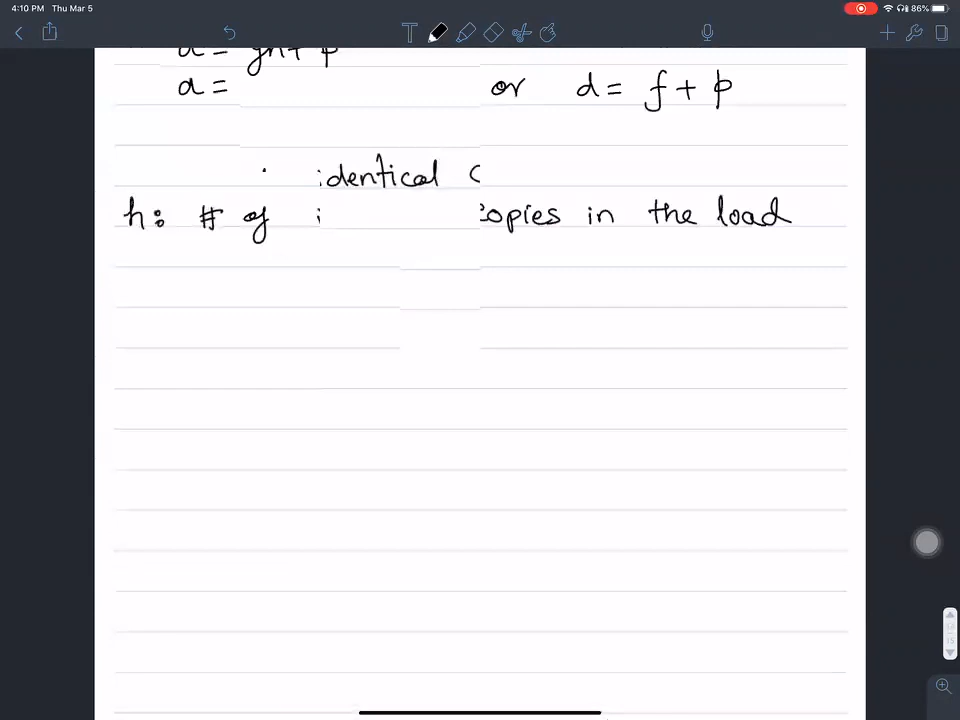 4:10 PM Thu Mar 5 86%
T
a =
or d = f + p
identical
h: # of copies in the load